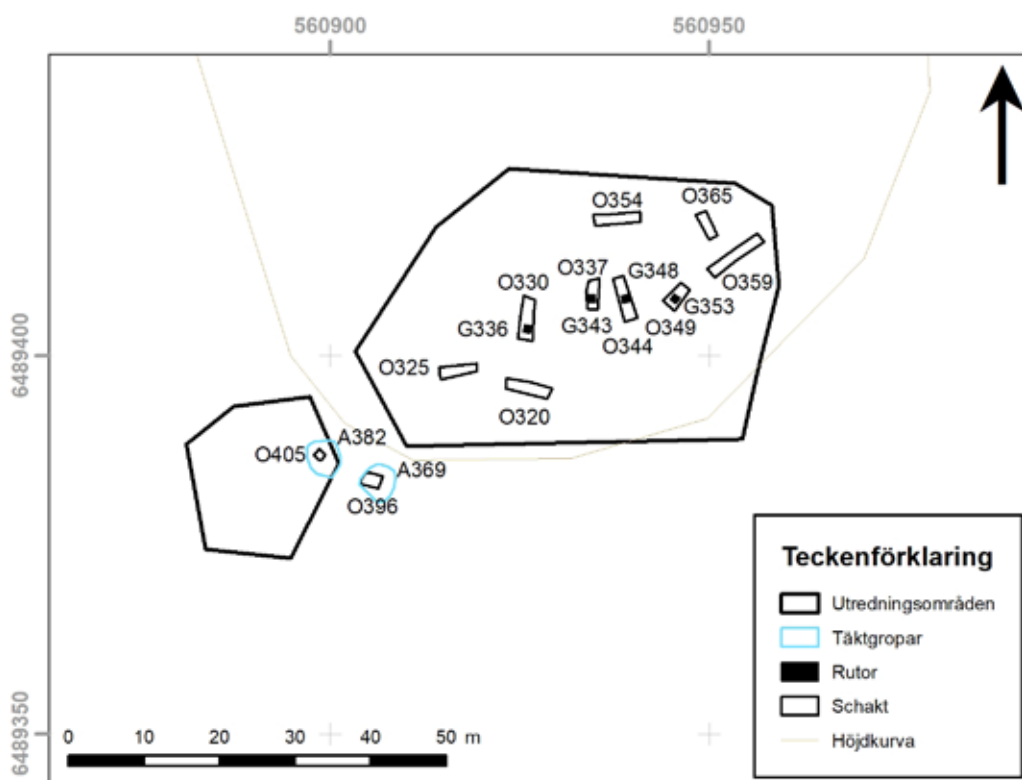 560900 560950
O354 O365
O337 G348
O330 O359
G336 G343 O349 G353
O344
6489400
O325
O320
O405 A382
A369
O396
Teckenförklaring
Utredningsområden
Täktgropar
Rutor
Schakt
Höjdkurva
6489350
0 10 20 30 40 50 m